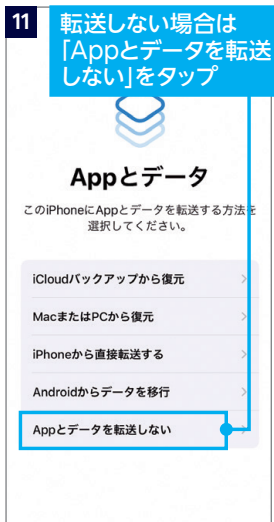 11
転送しない場合は
「Appとデータを転送
しない」をタップ
Appとデータ
このiPhoneにAppとデータを転送する方法を
選択してください。
iCloudバックアップから復元
MacまたはPCから復元
iPhoneから直接転送する
Androidからデータを移行
Appとデータを転送しない